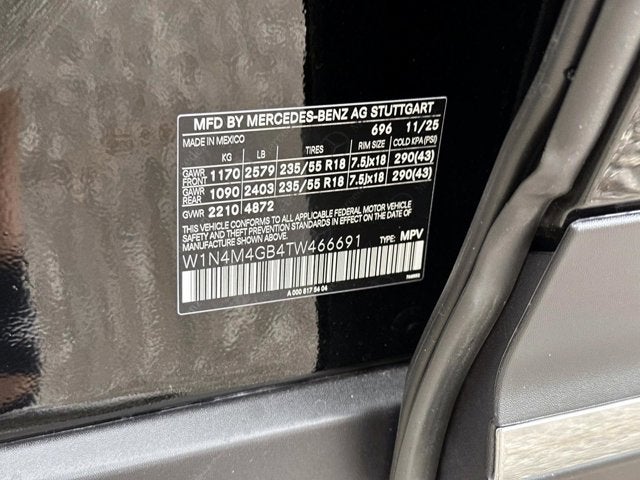 MFD BY MERCEDES-BENZ AG STUTTGART
MADE IN MEXICO 696 11/25
KG LB TIRES RIM SIZE COLD KPA (PSI)
GAWR FRONT 1170 2579 235/55 R18 7.5Jx18 290(43)
GAWR REAR 1090 2403 235/55 R18 7.5Jx18 290(43)
GWR 2210 4872
THIS VEHICLE CONFORMS TO ALL APPLICABLE FEDERAL MOTOR VEHICLE
SAFETY AND THEFT PREVENTION STANDARDS IN EFFECT ON THE DATE OF
MANUFACTURE SHOWN ABOVE.
W1N4M4GB4TW466691 TYPE: MPV
A 000 817 54 04